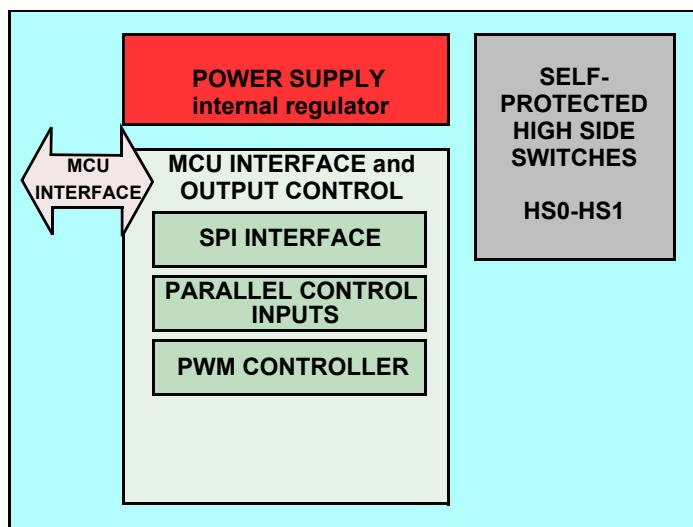 POWER SUPPLY
internal regulator
SELF-
PROTECTED
HIGH SIDE
SWITCHES
HS0-HS1
MCU
INTERFACE
MCU INTERFACE and
OUTPUT CONTROL
SPI INTERFACE
PARALLEL CONTROL
INPUTS
PWM CONTROLLER